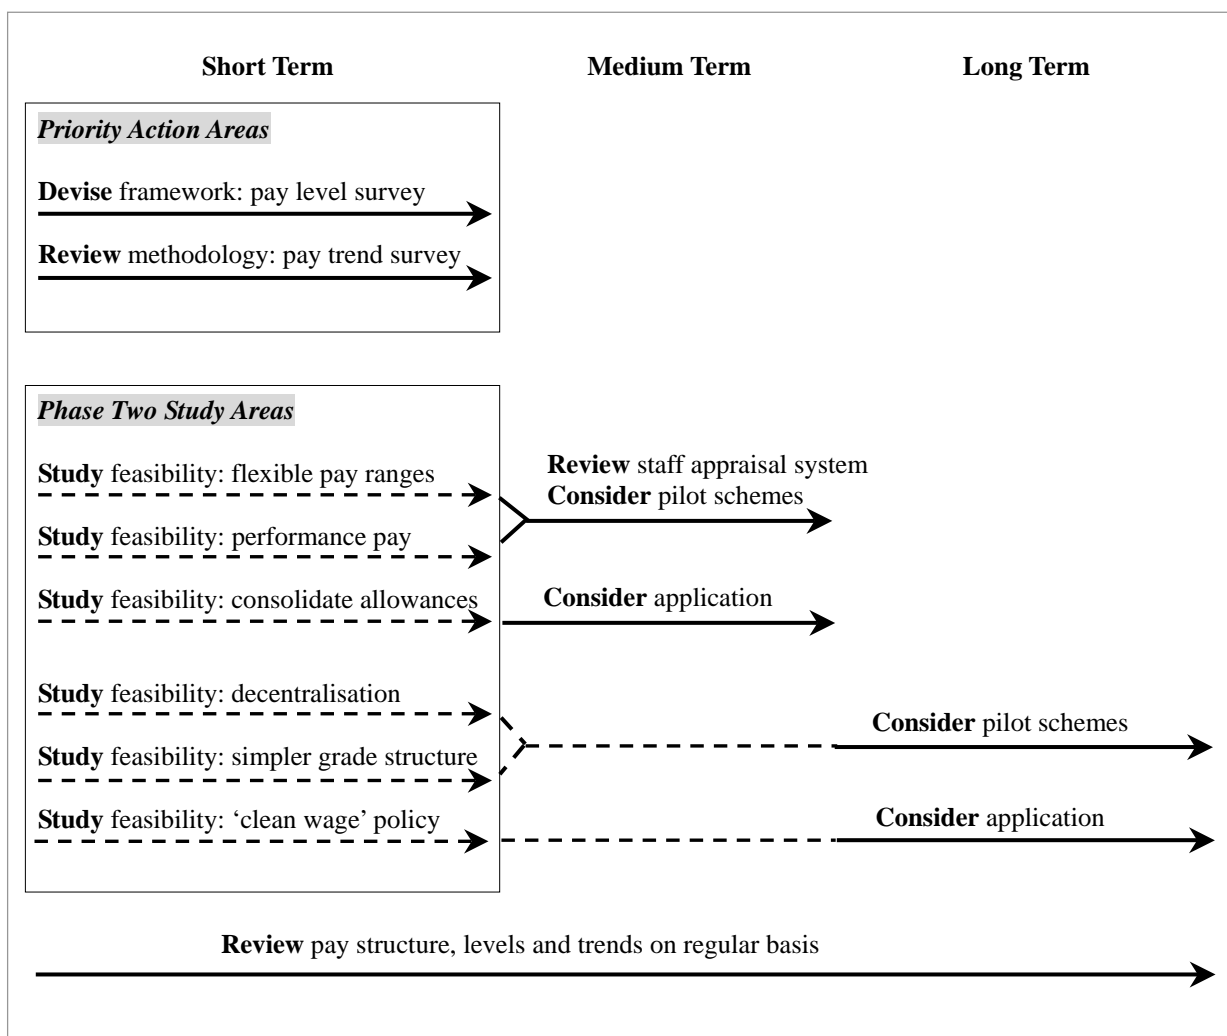 Short Term
Medium Term
Long Term
Priority Action Areas
Devise framework: pay level survey
Review methodology: pay trend survey
Phase Two Study Areas
Study feasibility: flexible pay ranges
Review staff appraisal system
Consider pilot schemes
Study feasibility: performance pay
Study feasibility: consolidate allowances
Consider application
Study feasibility: decentralisation
Consider pilot schemes
Study feasibility: simpler grade structure
Study feasibility: ‘clean wage’ policy
Consider application
Review pay structure, levels and trends on regular basis